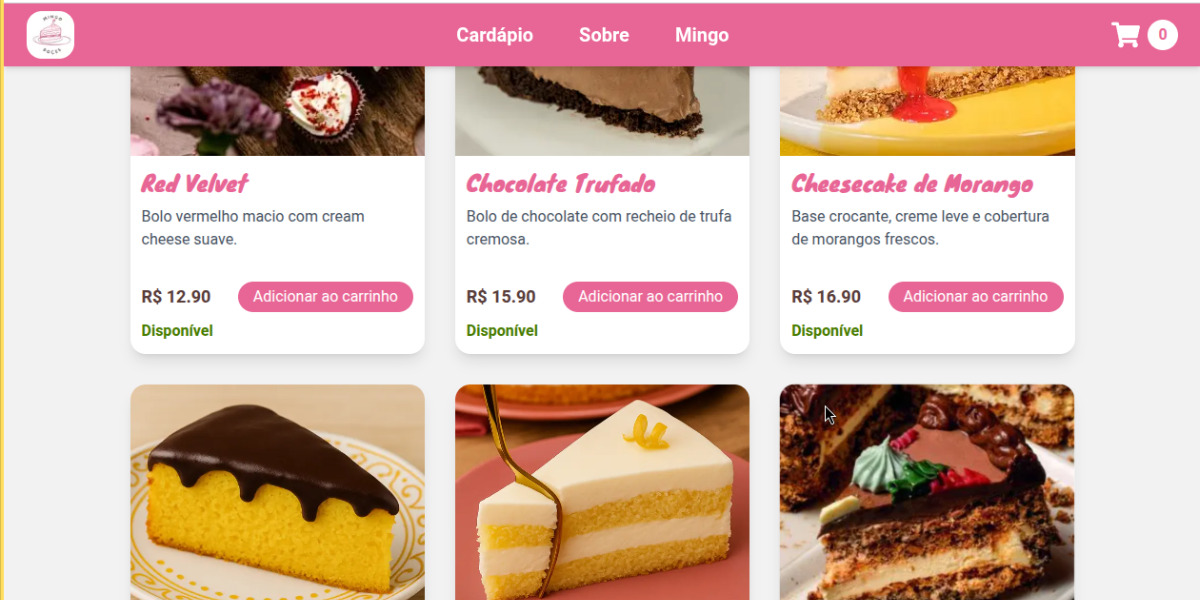 MINGO
DOCES
Cardápio Sobre Mingo
0
Red Velvet
Bolo vermelho macio com cream
cheese suave.
R$ 12.90 Adicionar ao carrinho
Disponível
Chocolate Trufado
Bolo de chocolate com recheio de trufa
cremosa.
R$ 15.90 Adicionar ao carrinho
Disponível
Cheesecake de Morango
Base crocante, creme leve e cobertura
de morangos frescos.
R$ 16.90 Adicionar ao carrinho
Disponível